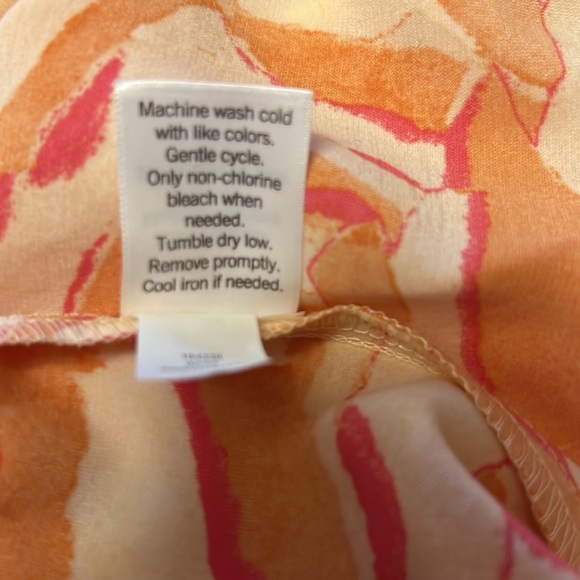 Machine wash cold
with like colors.
Gentle cycle.
Only non-chlorine
bleach when
needed.
Tumble dry low.
Remove promptly.
Cool iron if needed.